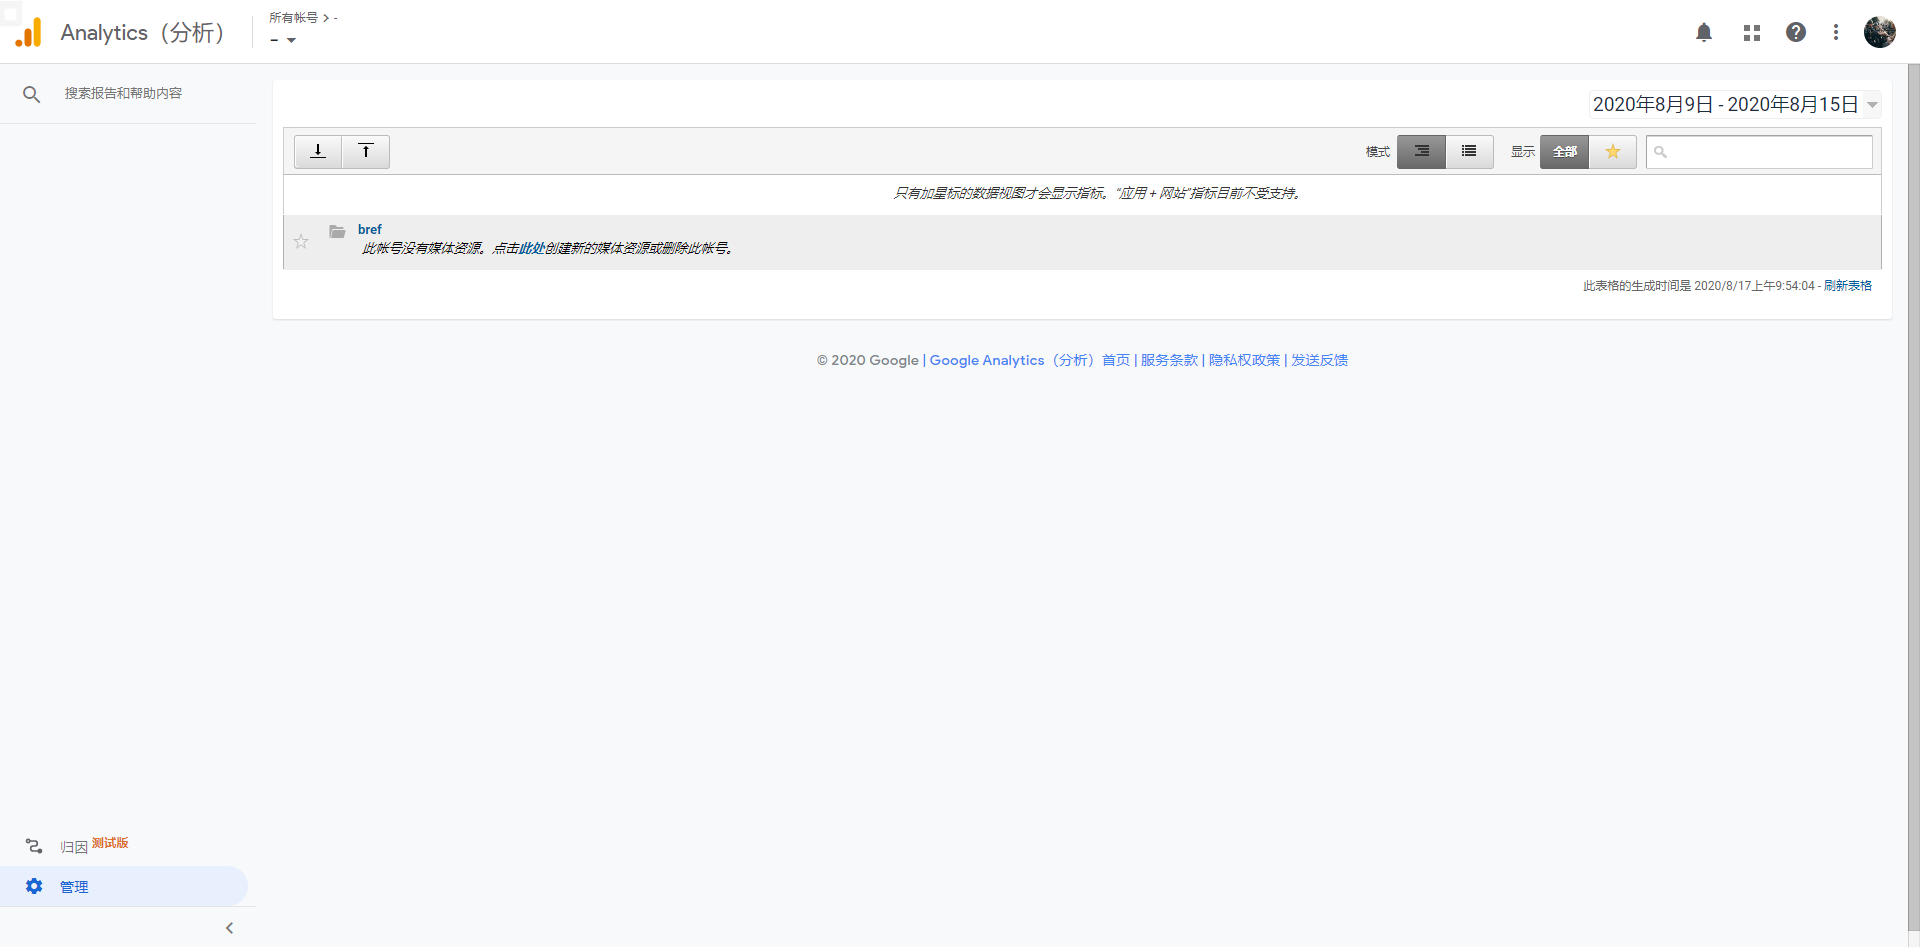 Analytics（分析）
所有帐号 > -
-
搜索报告和帮助内容
2020年8月9日 - 2020年8月15日
模式
显示 全部
只有加星标的数据视图才会显示指标。“应用 + 网站”指标目前不受支持。
bref
此帐号没有媒体资源。点击此处创建新的媒体资源或删除此帐号。
此表格的生成时间是 2020/8/17上午9:54:04 - 刷新表格
© 2020 Google | Google Analytics（分析）首页 | 服务条款 | 隐私权政策 | 发送反馈
归因 测试版
管理